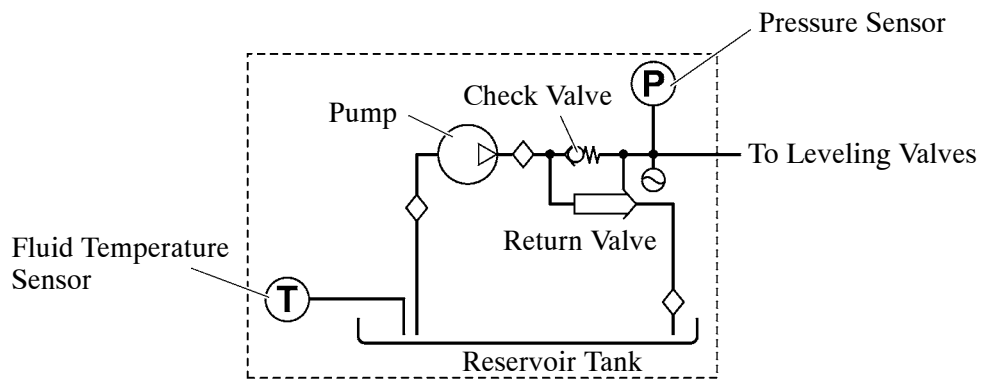 Pressure Sensor
P
Check Valve
Pump
To Leveling Valves
Return Valve
Fluid Temperature
Sensor
T
Reservoir Tank